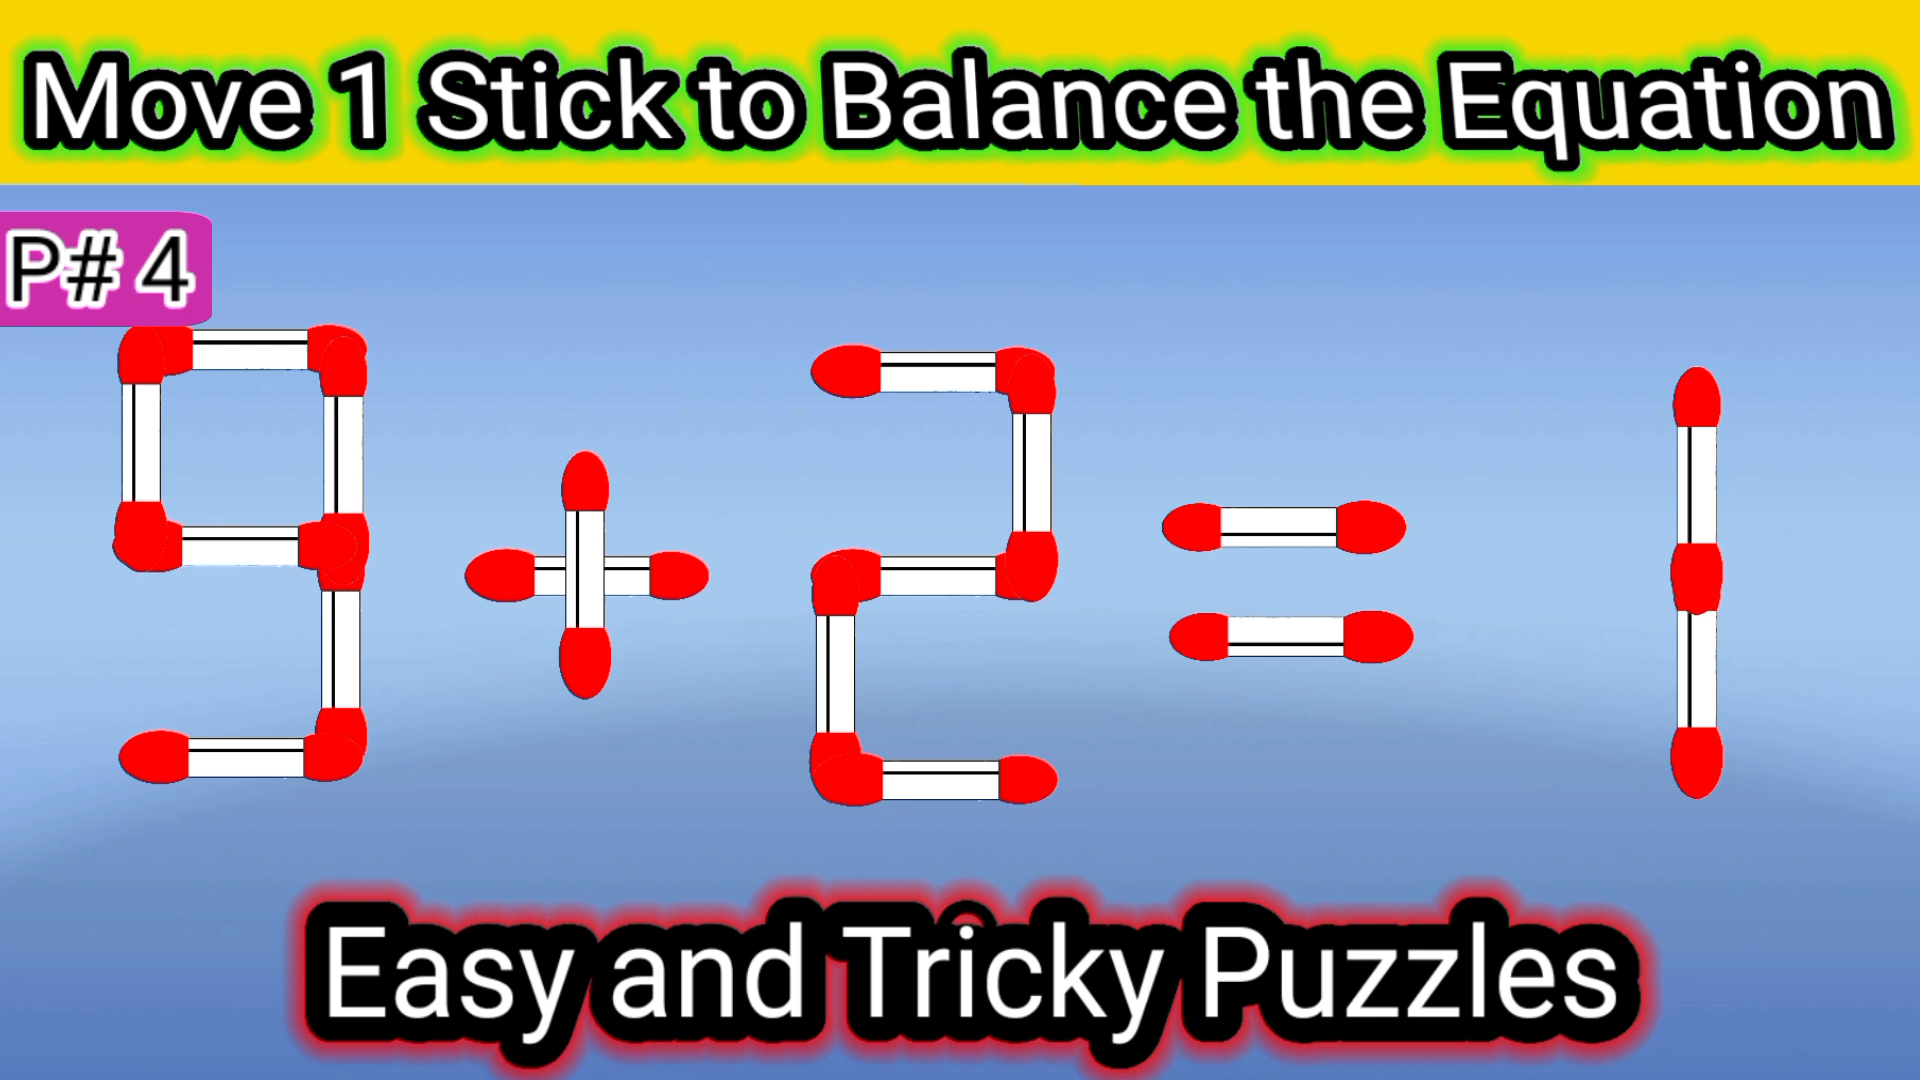 Move 1 Stick to Balance the Equation
P# 4
9 + 2 = 1
Easy and Tricky Puzzles